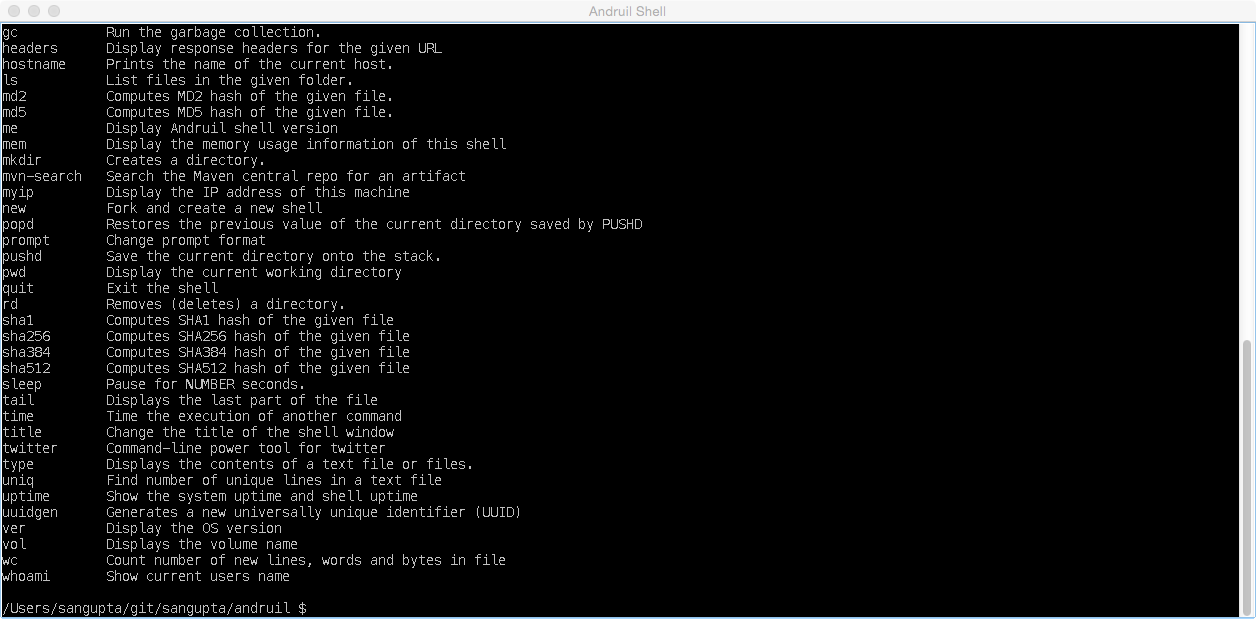 Andruil Shell
gc Run the garbage collection.
headers Display response headers for the given URL
hostname Prints the name of the current host.
ls List files in the given folder.
md2 Computes MD2 hash of the given file.
md5 Computes MD5 hash of the given file.
me Display Andruil shell version
mem Display the memory usage information of this shell
mkdir Creates a directory.
mvn-search Search the Maven central repo for an artifact
myip Display the IP address of this machine
new Fork and create a new shell
popd Restores the previous value of the current directory saved by PUSHD
prompt Change prompt format
pushd Save the current directory onto the stack.
pwd Display the current working directory
quit Exit the shell
rd Removes (deletes) a directory.
sha1 Computes SHA1 hash of the given file
sha256 Computes SHA256 hash of the given file
sha384 Computes SHA384 hash of the given file
sha512 Computes SHA512 hash of the given file
sleep Pause for NUMBER seconds.
tail Displays the last part of the file
time Time the execution of another command
title Change the title of the shell window
twitter Command-line power tool for twitter
type Displays the contents of a text file or files.
uniq Find number of unique lines in a text file
uptime Show the system uptime and shell uptime
uuidgen Generates a new universally unique identifier (UUID)
ver Display the OS version
vol Displays the volume name
wc Count number of new lines, words and bytes in file
whoami Show current users name
/Users/sangupta/git/sangupta/andruil $